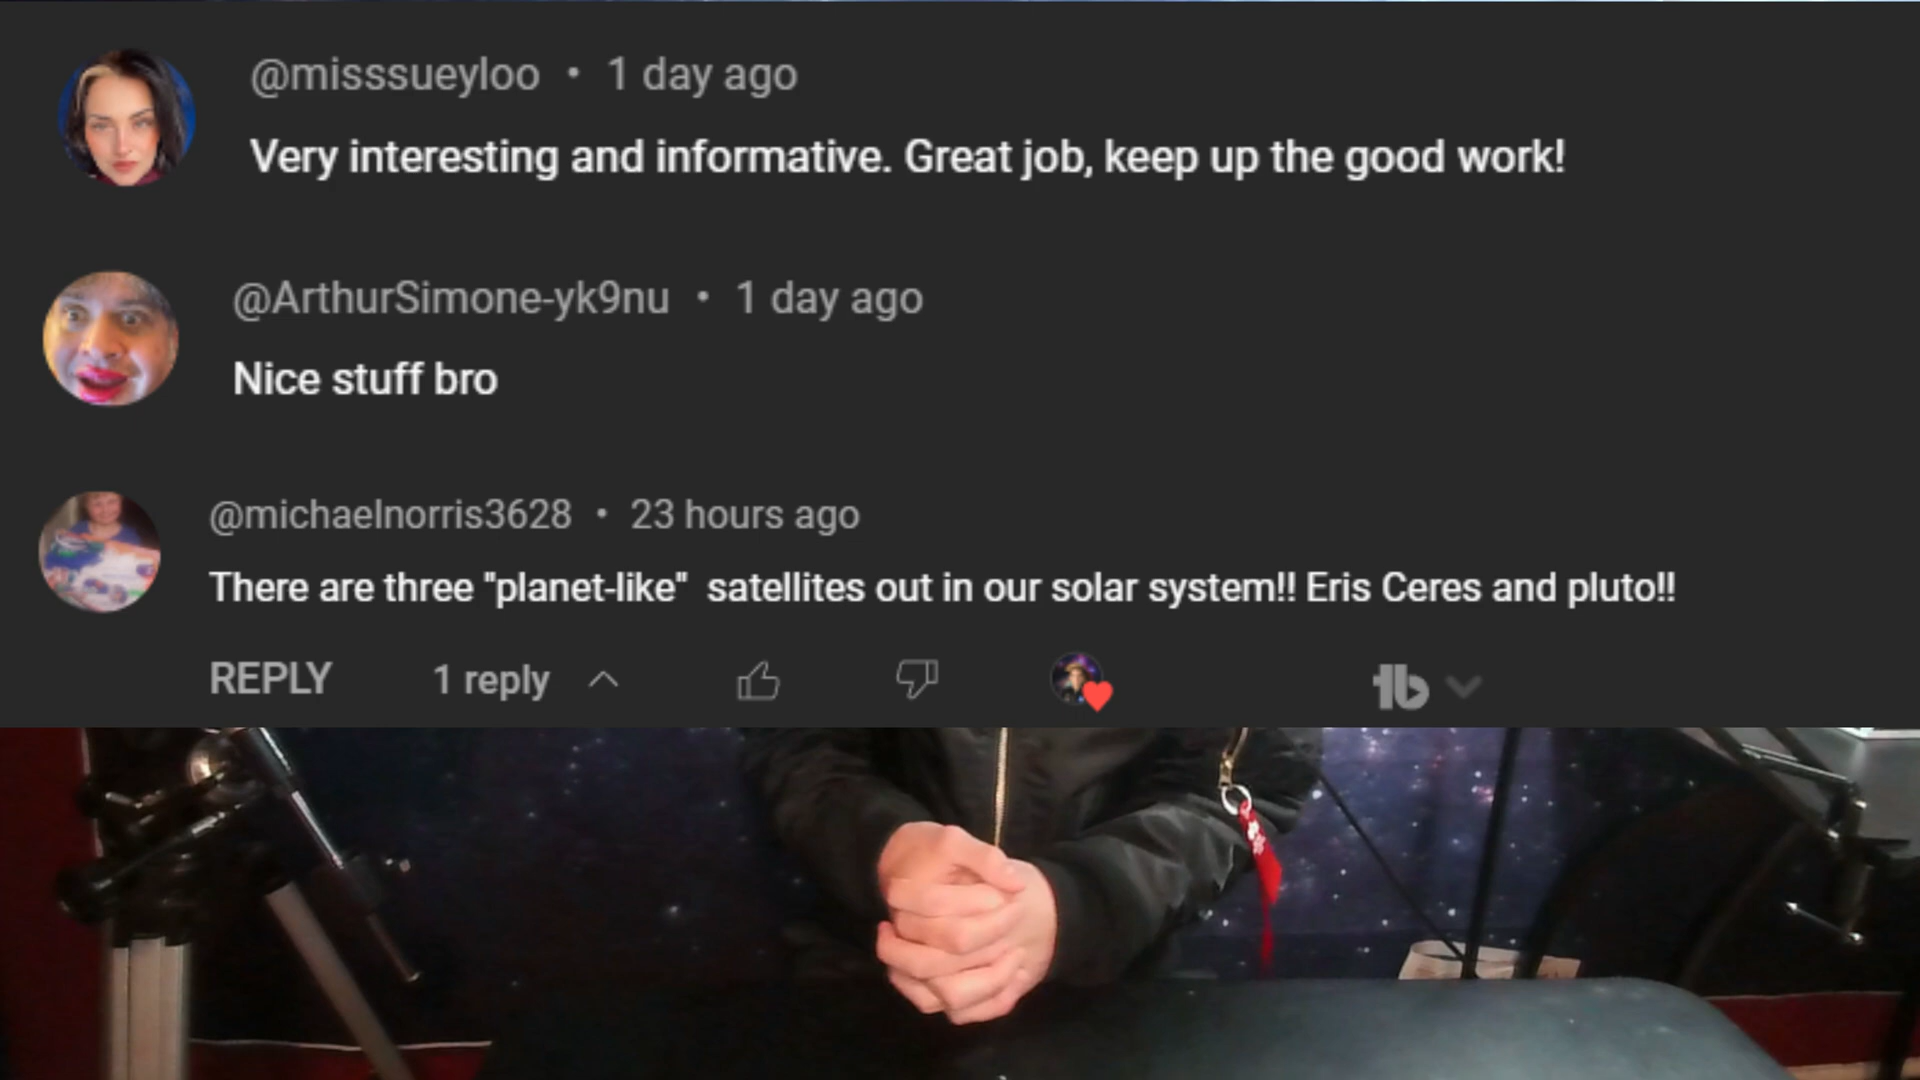 @misssueyloo • 1 day ago
Very interesting and informative. Great job, keep up the good work!
@ArthurSimone-yk9nu • 1 day ago
Nice stuff bro
@michaelnorris3628 • 23 hours ago
There are three "planet-like"  satellites out in our solar system!! Eris Ceres and pluto!!
REPLY 1 reply tb